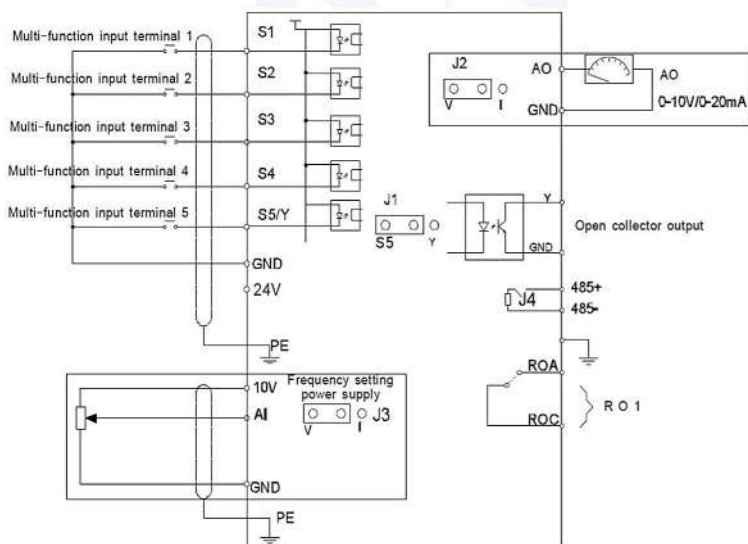 Multi-function input terminal 1
S1
Multi-function input terminal 2
S2
Multi-function input terminal 3
S3
Multi-function input terminal 4
S4
Multi-function input terminal 5
S5/Y
GND
24V
PE
J1
S5
Y
J2
V
I
AO
GND
AO
0-10V/0-20mA
Y
GND
Open collector output
485+
J4
485-
ROA
ROC
R O 1
10V
Frequency setting
power supply
AI
V
I
J3
GND
PE